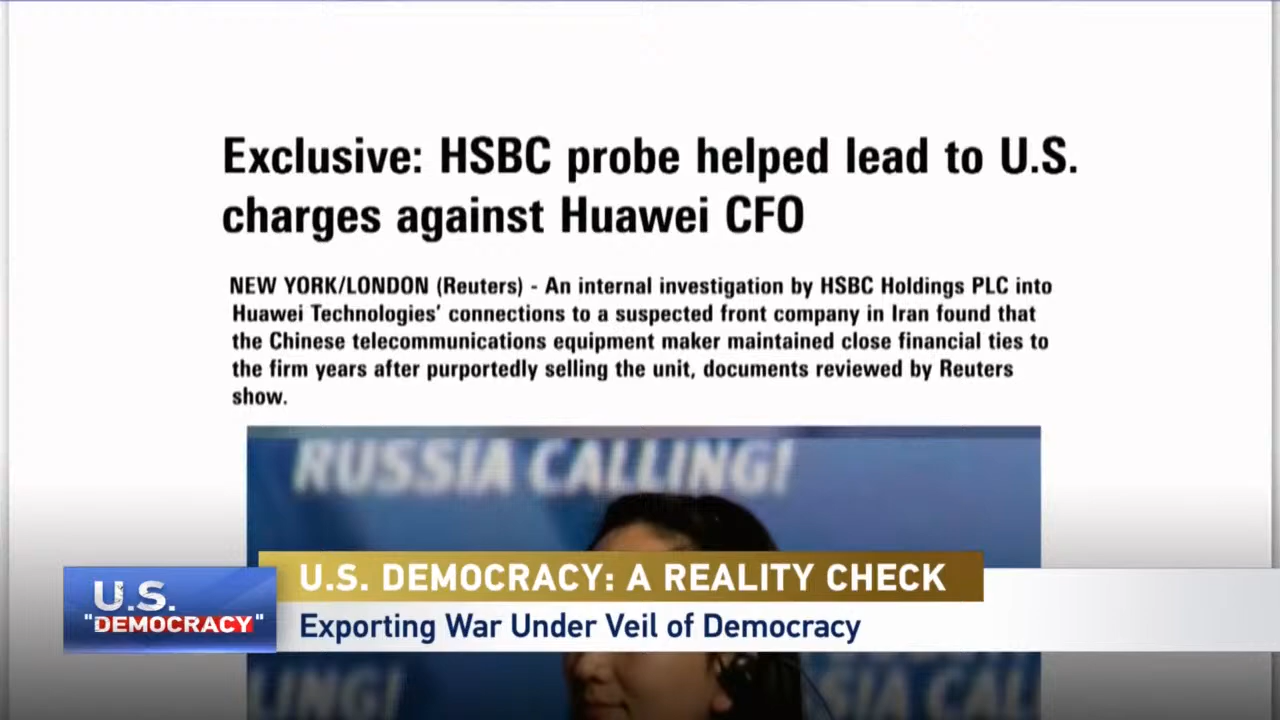 Exclusive: HSBC probe helped lead to U.S.
charges against Huawei CFO
NEW YORK/LONDON (Reuters) - An internal investigation by HSBC Holdings PLC into
Huawei Technologies' connections to a suspected front company in Iran found that
the Chinese telecommunications equipment maker maintained close financial ties to
the firm years after purportedly selling the unit, documents reviewed by Reuters
show.
RUSSIA CALLING!
U.S. DEMOCRACY: A REALITY CHECK
U.S.
"DEMOCRACY"
Exporting War Under Veil of Democracy
LING!
SIA CALL